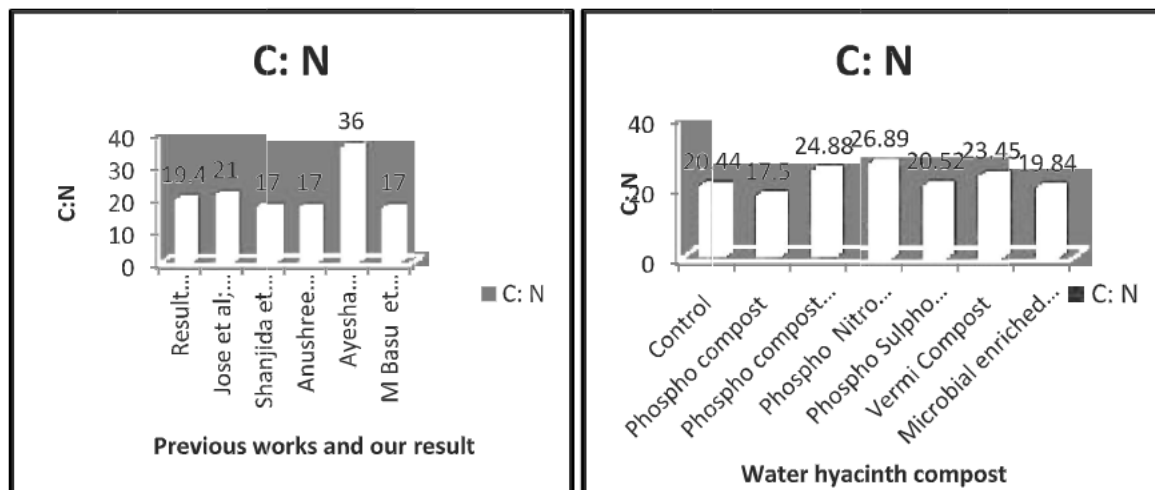 C: N
36
40
30
20
10
0
19.4
21
17
17
17
C:N
Result...
Jose et al;...
Shanjida et...
Anushree...
Ayesha...
M Basu et...
C: N
Previous works and our result
C: N
40
20
0
20.44
17.5
24.88
26.89
20.52
23.45
19.84
C:N
Control
Phospho compost
Phospho compost...
Phospho Nitro...
Phospho Sulpho...
Vermi Compost
Microbial enriched...
C: N
Water hyacinth compost